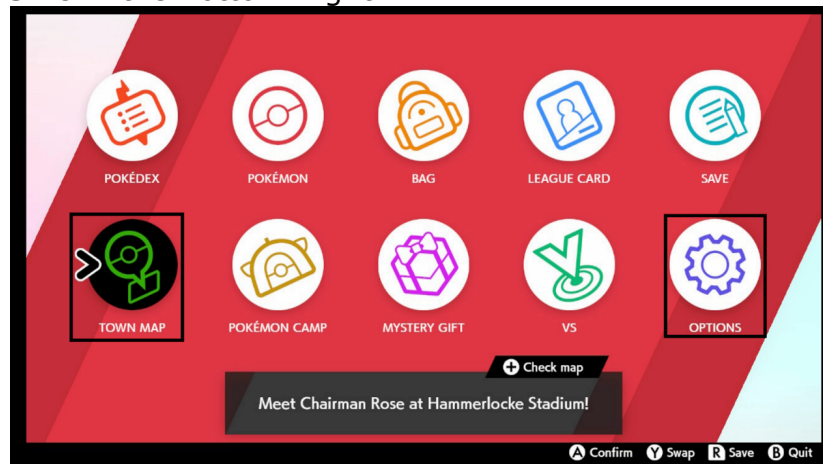 POKÉDEX POKÉMON BAG LEAGUE CARD SAVE
TOWN MAP POKÉMON CAMP MYSTERY GIFT VS OPTIONS
+ Check map
Meet Chairman Rose at Hammerlocke Stadium!
A Confirm Y Swap R Save B Quit